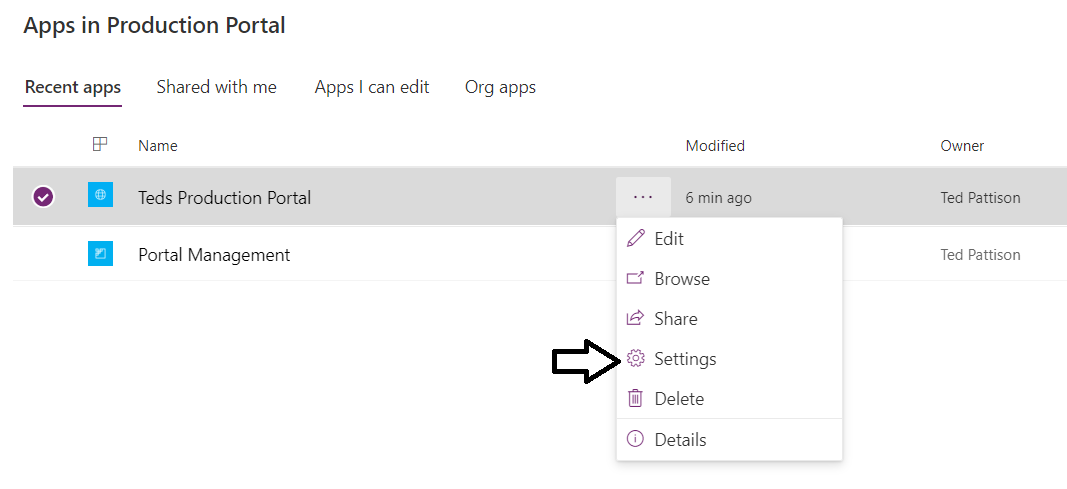 Apps in Production Portal
Recent apps Shared with me Apps I can edit Org apps
Name Modified Owner
Teds Production Portal ... 6 min ago Ted Pattison
Edit
Portal Management Ted Pattison
Browse
Share
Settings
Delete
Details